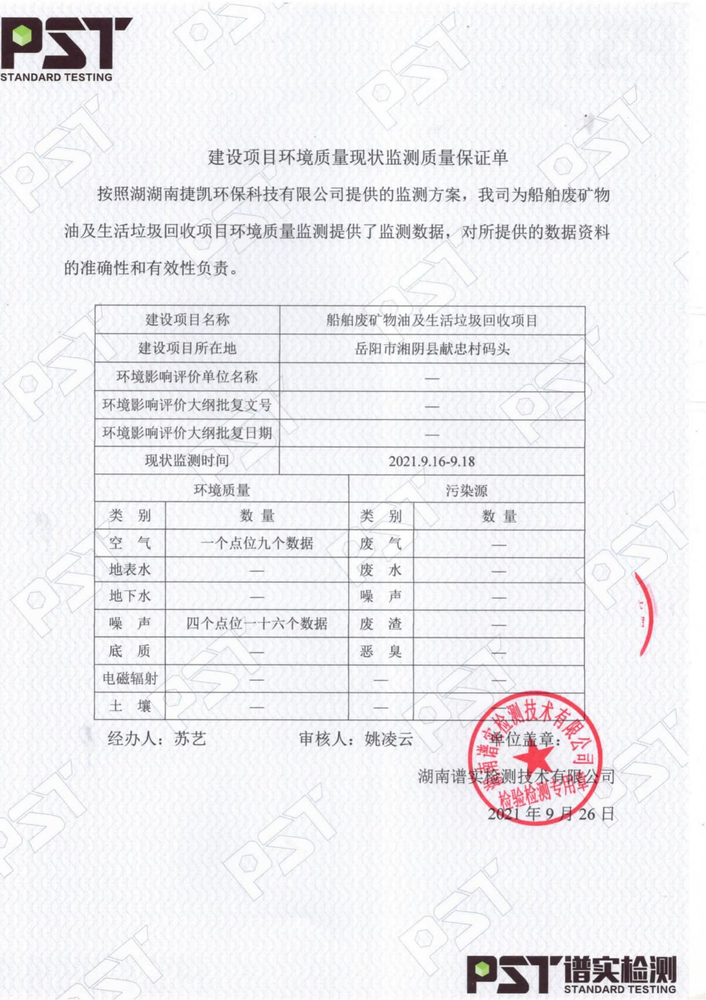 PST
STANDARD TESTING
建设项目环境质量现状监测质量保证单
按照湖湖南捷凯环保科技有限公司提供的监测方案，我司为船舶废矿物
油及生活垃圾回收项目环境质量监测提供了监测数据，对所提供的数据资料
的准确性和有效性负责。
建设项目名称 船舶废矿物油及生活垃圾回收项目
建设项目所在地 岳阳市湘阴县献忠村码头
环境影响评价单位名称 —
环境影响评价大纲批复文号 —
环境影响评价大纲批复日期 —
现状监测时间 2021.9.16-9.18
环境质量 污染源
类 别 数 量 类 别 数 量
空 气 一个点位九个数据 废 气 —
地表水 — 废 水 —
地下水 — 噪 声 —
噪 声 四个点位一十六个数据 废 渣 —
底 质 — 恶 臭 —
电磁辐射 — — —
土 壤 — — —
经办人：苏艺 审核人：姚凌云 单位盖章：
湖南谱实检测技术有限公司
2021 年 9 月 26 日
湖南谱实检测技术有限公司
检验检测专用章
PST 谱实检测
STANDARD TESTING